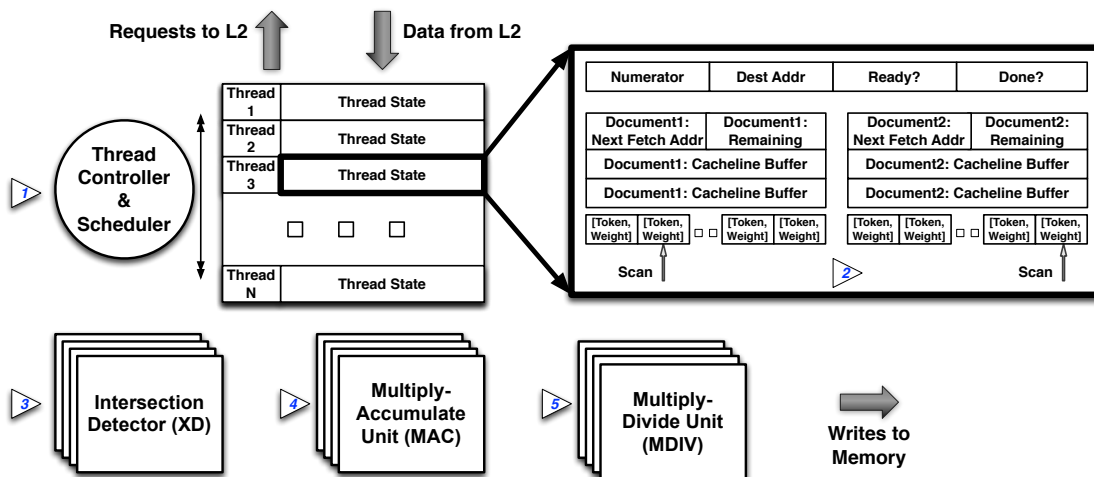 Requests to L2
Data from L2
Thread 1
Thread State
Thread 2
Thread State
Thread 3
Thread State
Thread N
Thread State
1
Thread
Controller
&
Scheduler
Numerator
Dest Addr
Ready?
Done?
Document1:
Next Fetch Addr
Document1:
Remaining
Document2:
Next Fetch Addr
Document2:
Remaining
Document1: Cacheline Buffer
Document2: Cacheline Buffer
Document1: Cacheline Buffer
Document2: Cacheline Buffer
[Token,
Weight]
[Token,
Weight]
[Token,
Weight]
[Token,
Weight]
[Token,
Weight]
[Token,
Weight]
[Token,
Weight]
[Token,
Weight]
Scan
2
Scan
3
Intersection
Detector (XD)
4
Multiply-
Accumulate
Unit (MAC)
5
Multiply-
Divide Unit
(MDIV)
Writes to
Memory